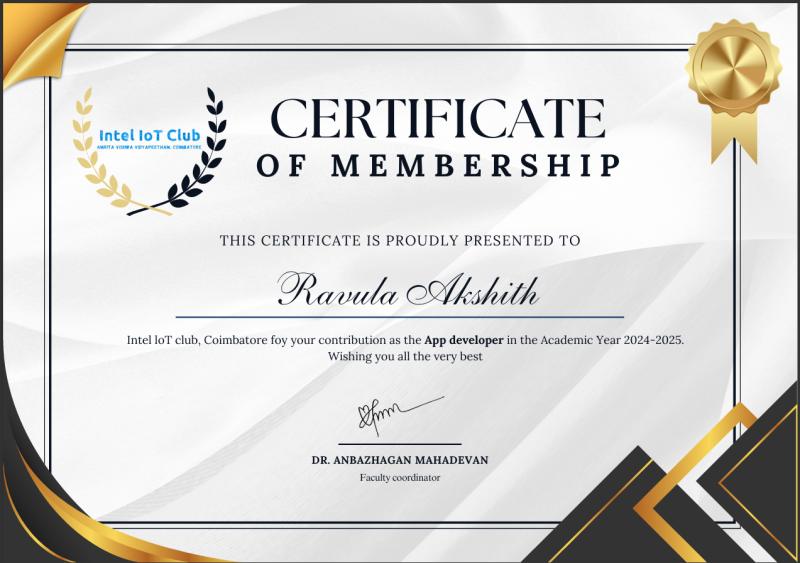 Intel IoT Club
AMRITA VISHWA VIDYAPEETHAM, COIMBATORE
CERTIFICATE
OF MEMBERSHIP
THIS CERTIFICATE IS PROUDLY PRESENTED TO
Ravula Akshith
Intel IoT club, Coimbatore foy your contribution as the App developer in the Academic Year 2024-2025.
Wishing you all the very best
DR. ANBAZHAGAN MAHADEVAN
Faculty coordinator